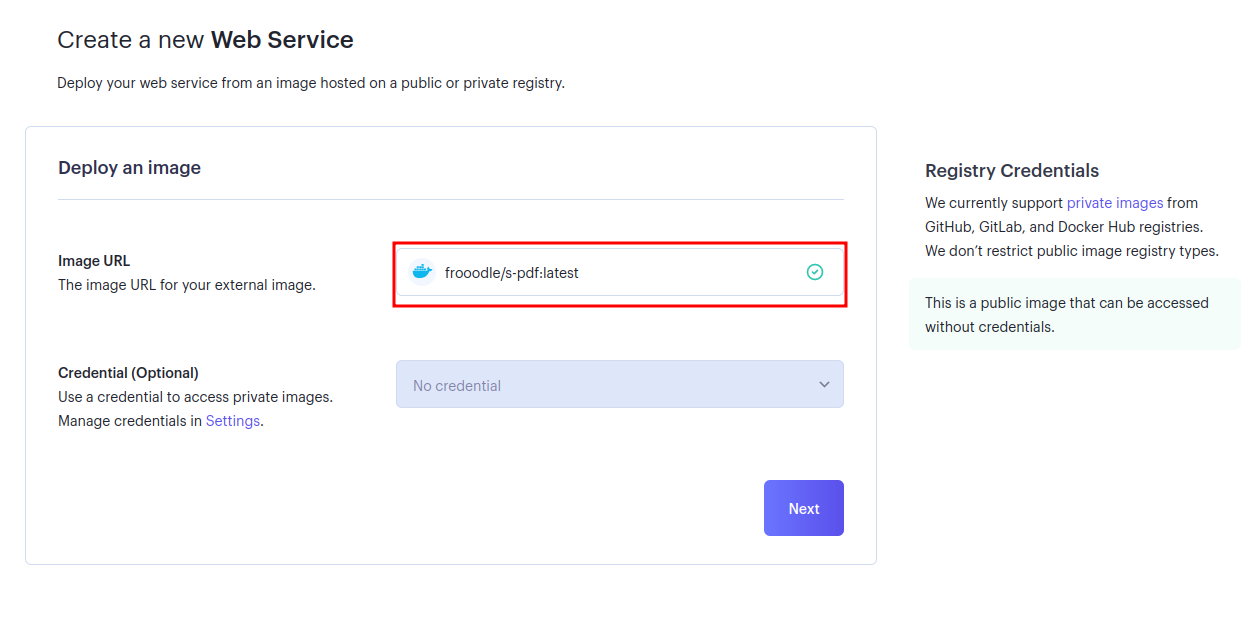 Create a new Web Service
Deploy your web service from an image hosted on a public or private registry.
Deploy an image
Image URL
The image URL for your external image.
frooodle/s-pdf:latest
Credential (Optional)
Use a credential to access private images.
Manage credentials in Settings.
No credential
Next
Registry Credentials
We currently support private images from
GitHub, GitLab, and Docker Hub registries.
We don’t restrict public image registry types.
This is a public image that can be accessed
without credentials.